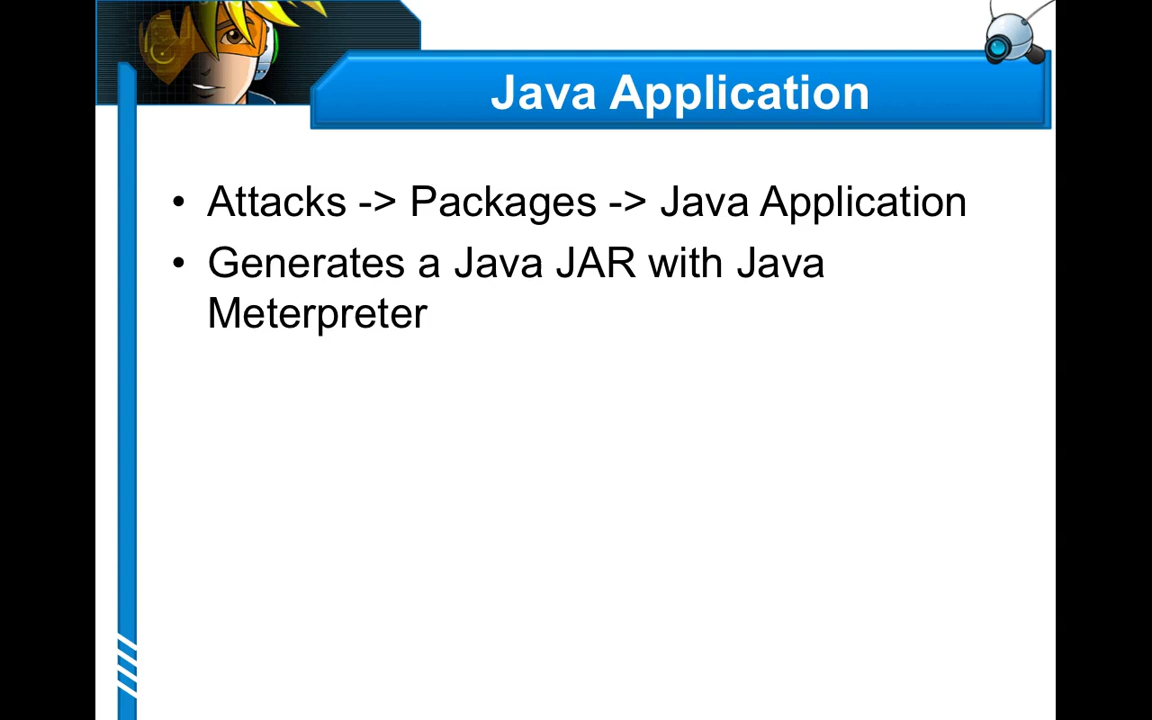 Java Application
• Attacks -> Packages -> Java Application
• Generates a Java JAR with Java
Meterpreter